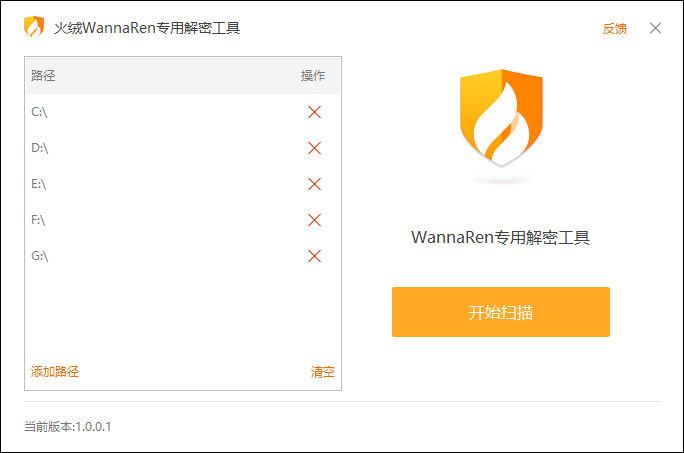 火绒WannaRen专用解密工具
反馈
路径 操作
C:\
D:\
E:\
F:\
G:\
添加路径 清空
WannaRen专用解密工具
开始扫描
当前版本:1.0.0.1